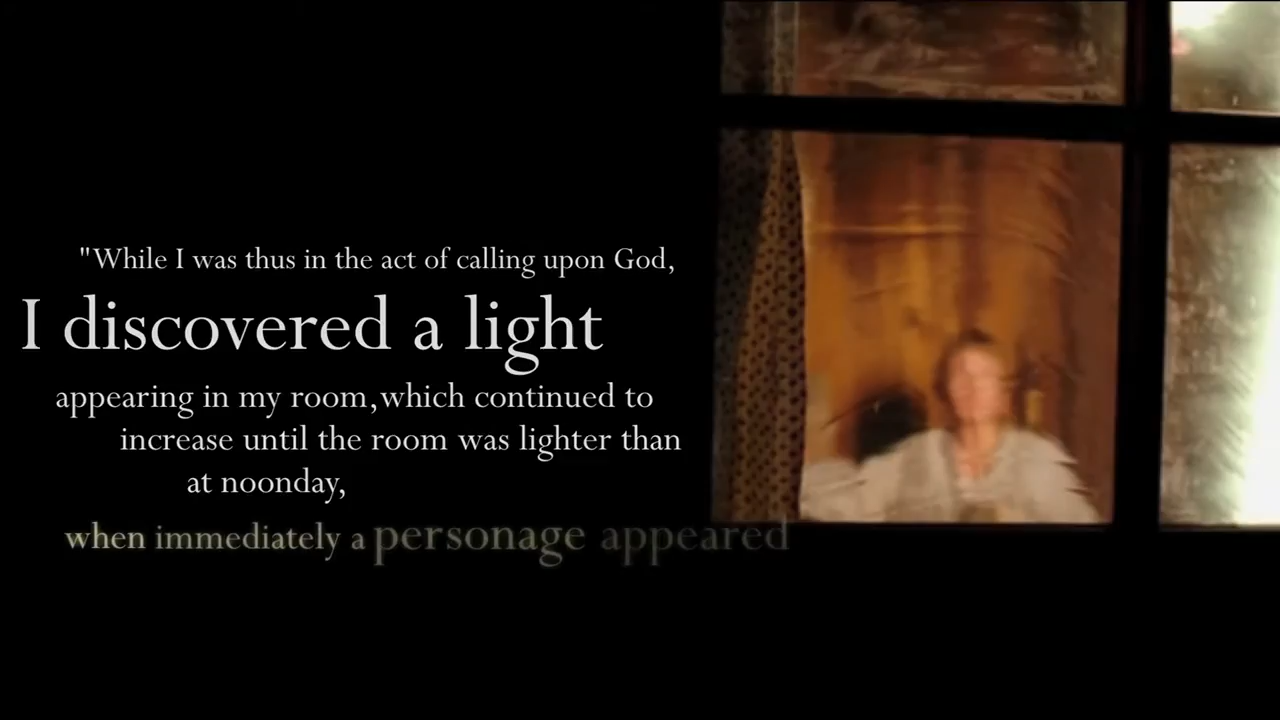 "While I was thus in the act of calling upon God,
I discovered a light
appearing in my room,which continued to
increase until the room was lighter than
at noonday,
when immediately a personage appeared